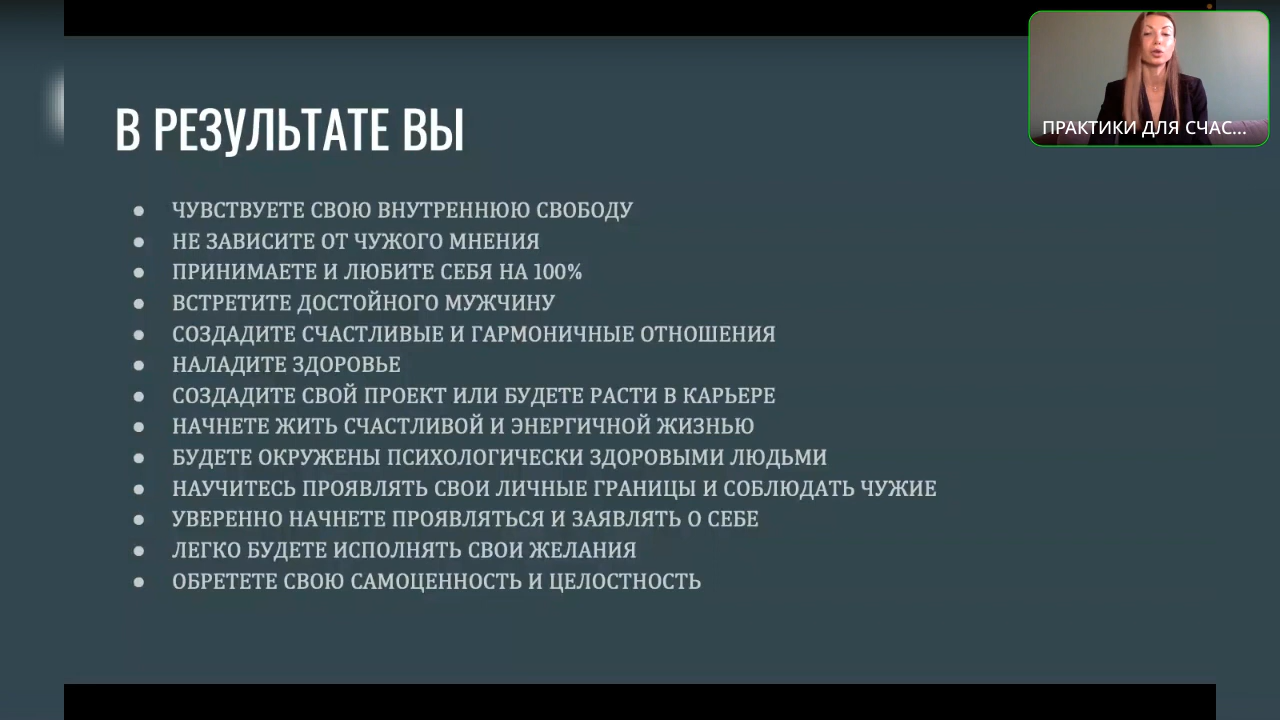 ПРАКТИКИ ДЛЯ СЧАС...
В РЕЗУЛЬТАТЕ ВЫ
● ЧУВСТВУЕТЕ СВОЮ ВНУТРЕННЮЮ СВОБОДУ
● НЕ ЗАВИСИТЕ ОТ ЧУЖОГО МНЕНИЯ
● ПРИНИМАЕТЕ И ЛЮБИТЕ СЕБЯ НА 100%
● ВСТРЕТИТЕ ДОСТОЙНОГО МУЖЧИНУ
● СОЗДАДИТЕ СЧАСТЛИВЫЕ И ГАРМОНИЧНЫЕ ОТНОШЕНИЯ
● НАЛАДИТЕ ЗДОРОВЬЕ
● СОЗДАДИТЕ СВОЙ ПРОЕКТ ИЛИ БУДЕТЕ РАСТИ В КАРЬЕРЕ
● НАЧНЕТЕ ЖИТЬ СЧАСТЛИВОЙ И ЭНЕРГИЧНОЙ ЖИЗНЬЮ
● БУДЕТЕ ОКРУЖЕНЫ ПСИХОЛОГИЧЕСКИ ЗДОРОВЫМИ ЛЮДЬМИ
● НАУЧИТЕСЬ ПРОЯВЛЯТЬ СВОИ ЛИЧНЫЕ ГРАНИЦЫ И СОБЛЮДАТЬ ЧУЖИЕ
● УВЕРЕННО НАЧНЕТЕ ПРОЯВЛЯТЬСЯ И ЗАЯВЛЯТЬ О СЕБЕ
● ЛЕГКО БУДЕТЕ ИСПОЛНЯТЬ СВОИ ЖЕЛАНИЯ
● ОБРЕТЕТЕ СВОЮ САМОЦЕННОСТЬ И ЦЕЛОСТНОСТЬ